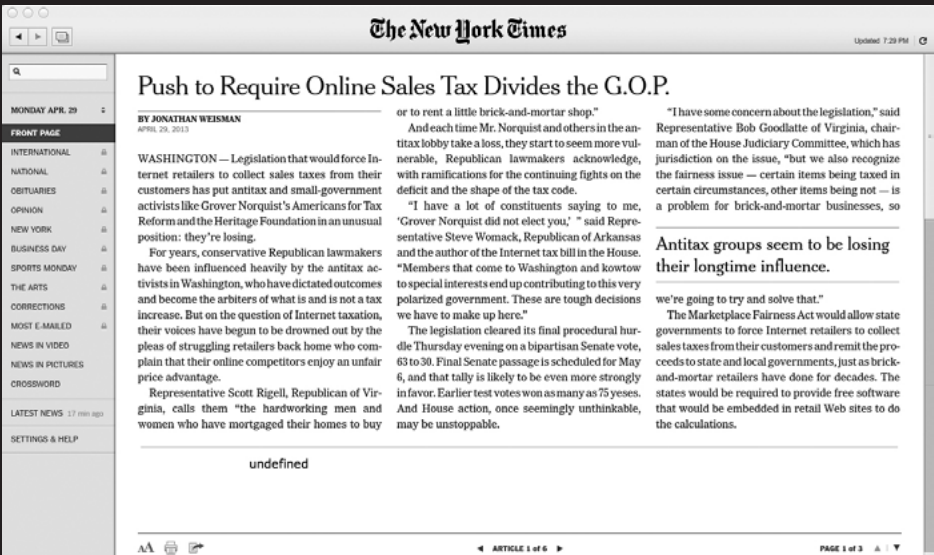 The New York Times
Updated 7:29 PM
MONDAY APR. 29
FRONT PAGE
INTERNATIONAL
NATIONAL
OBITUARIES
OPINION
NEW YORK
BUSINESS DAY
SPORTS MONDAY
THE ARTS
CORRECTIONS
MOST E-MAILED
NEWS IN VIDEO
NEWS IN PICTURES
CROSSWORD
LATEST NEWS 17 min ago
SETTINGS & HELP
Push to Require Online Sales Tax Divides the G.O.P.
BY JONATHAN WEISMAN
APRIL 29, 2013
WASHINGTON — Legislation that would force In-
ternet retailers to collect sales taxes from their
customers has put antitax and small-government
activists like Grover Norquist's Americans for Tax
Reform and the Heritage Foundation in an unusual
position: they're losing.
For years, conservative Republican lawmakers
have been influenced heavily by the antitax ac-
tivists in Washington, who have dictated outcomes
and become the arbiters of what is and is not a tax
increase. But on the question of Internet taxation,
their voices have begun to be drowned out by the
pleas of struggling retailers back home who com-
plain that their online competitors enjoy an unfair
price advantage.
Representative Scott Rigell, Republican of Vir-
ginia, calls them "the hardworking men and
women who have mortgaged their homes to buy
or to rent a little brick-and-mortar shop."
And each time Mr. Norquist and others in the an-
titax lobby take a loss, they start to seem more vul-
nerable, Republican lawmakers acknowledge,
with ramifications for the continuing fights on the
deficit and the shape of the tax code.
"I have a lot of constituents saying to me,
'Grover Norquist did not elect you,' " said Repre-
sentative Steve Womack, Republican of Arkansas
and the author of the Internet tax bill in the House.
"Members that come to Washington and kowtow
to special interests end up contributing to this very
polarized government. These are tough decisions
we have to make up here."
The legislation cleared its final procedural hur-
dle Thursday evening on a bipartisan Senate vote,
63 to 30. Final Senate passage is scheduled for May
6, and that tally is likely to be even more strongly
in favor. Earlier test votes won as many as 75 yeses.
And House action, once seemingly unthinkable,
may be unstoppable.
"I have some concern about the legislation," said
Representative Bob Goodlatte of Virginia, chair-
man of the House Judiciary Committee, which has
jurisdiction on the issue, "but we also recognize
the fairness issue — certain items being taxed in
certain circumstances, other items being not — is
a problem for brick-and-mortar businesses, so
Antitax groups seem to be losing
their longtime influence.
we're going to try and solve that."
The Marketplace Fairness Act would allow state
governments to force Internet retailers to collect
sales taxes from their customers and remit the pro-
ceeds to state and local governments, just as brick-
and-mortar retailers have done for decades. The
states would be required to provide free software
that would be embedded in retail Web sites to do
the calculations.
undefined
AA
ARTICLE 1 of 6
PAGE 1 of 3